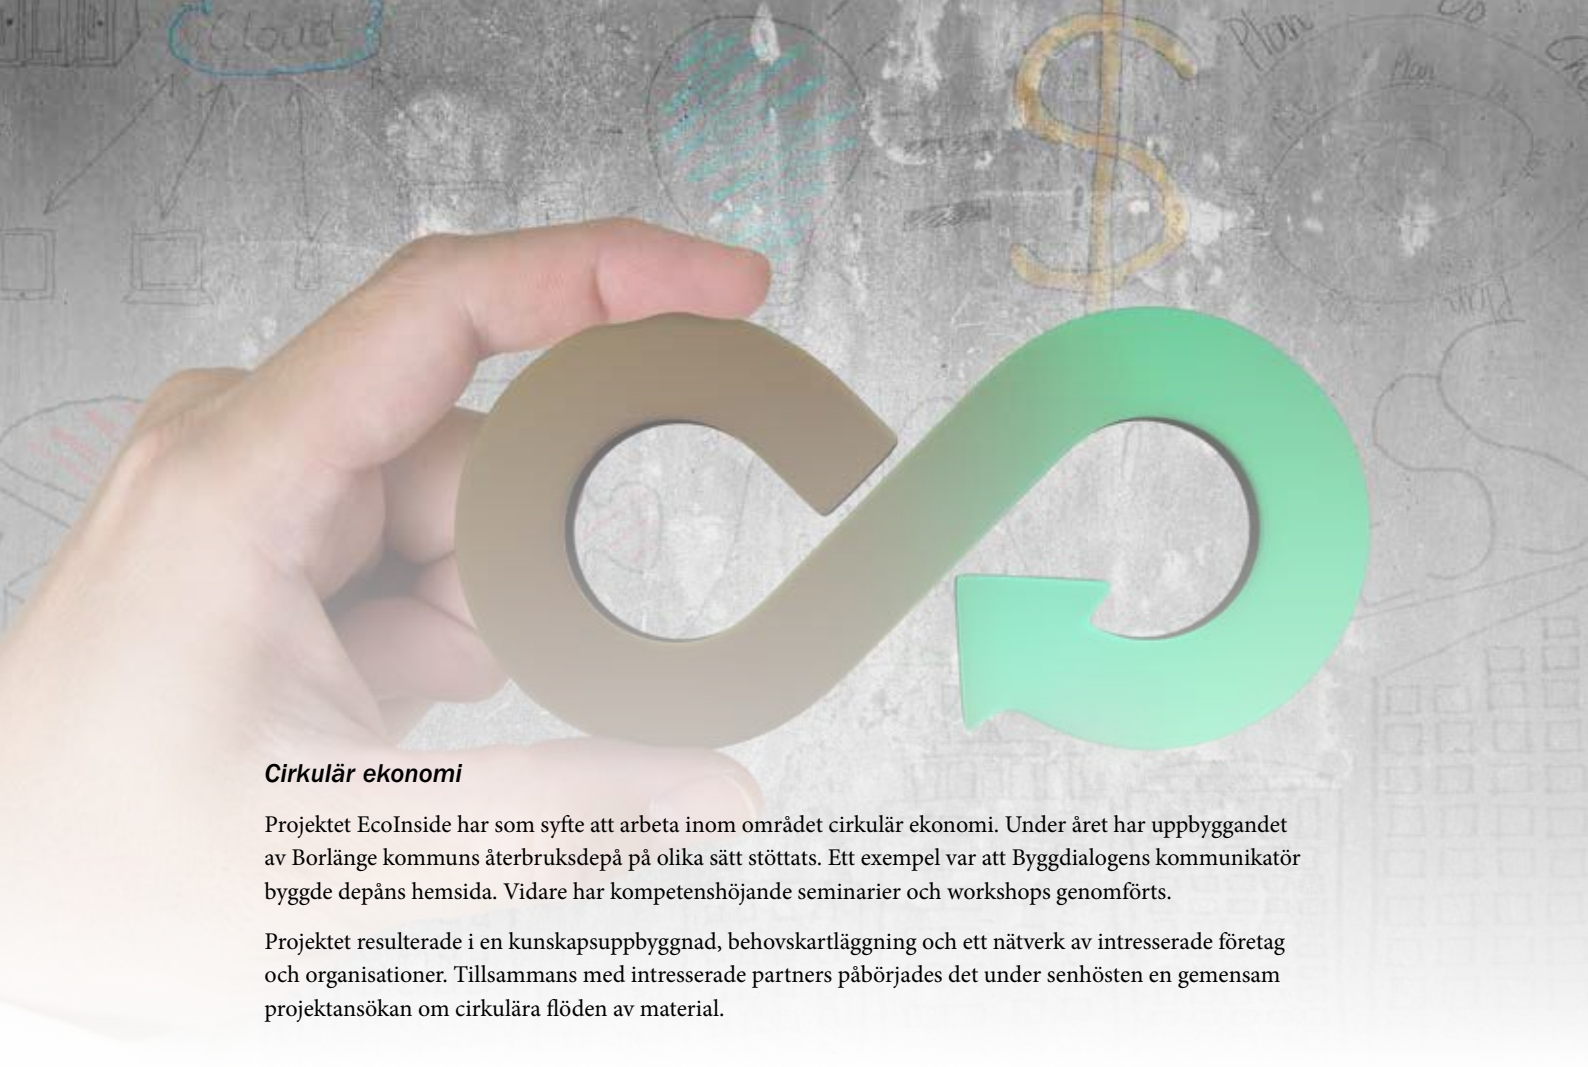 Cloud
Plan
Plan
Plan
Cirkulär ekonomi
Projektet EcoInside har som syfte att arbeta inom området cirkulär ekonomi. Under året har uppbyggandet
av Borlänge kommuns återbruksdepå på olika sätt stöttats. Ett exempel var att Byggdialogens kommunikatör
byggde depåns hemsida. Vidare har kompetenshöjande seminarier och workshops genomförts.
Projektet resulterade i en kunskapsuppbyggnad, behovskartläggning och ett nätverk av intresserade företag
och organisationer. Tillsammans med intresserade partners påbörjades det under senhösten en gemensam
projektansökan om cirkulära flöden av material.